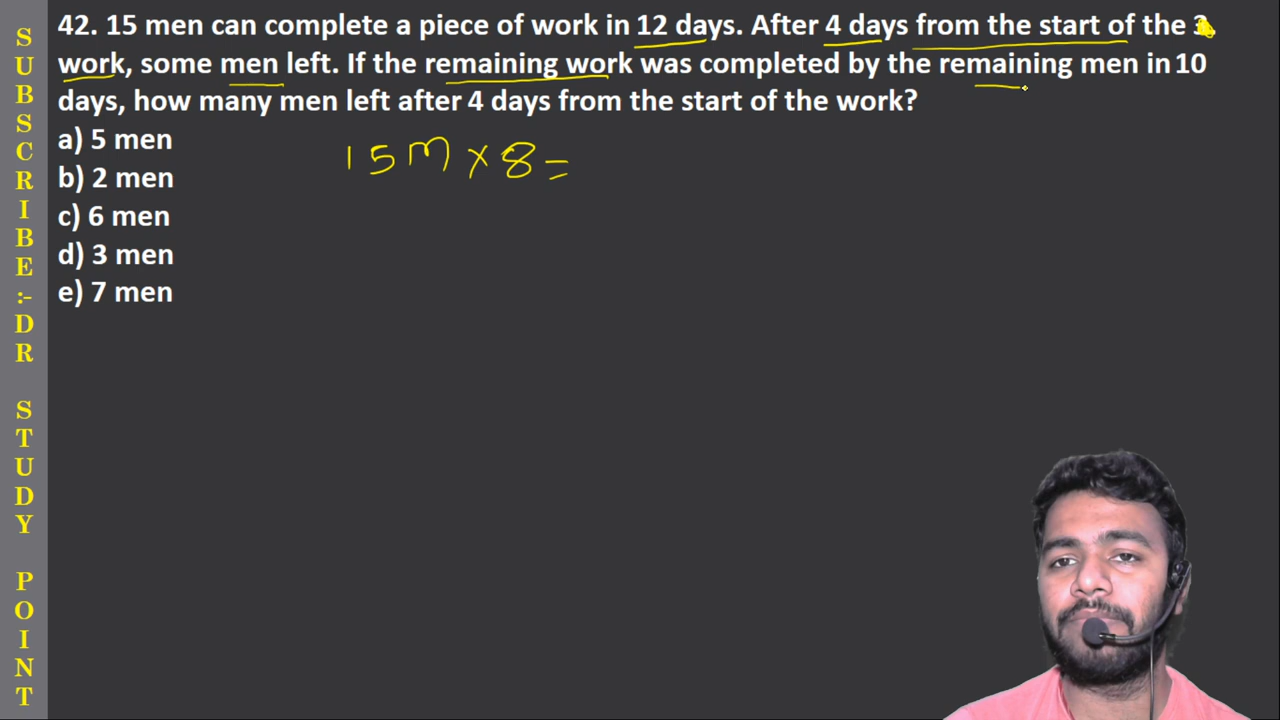 42. 15 men can complete a piece of work in 12 days. After 4 days from the start of the
work, some men left. If the remaining work was completed by the remaining men in 10
days, how many men left after 4 days from the start of the work?
a) 5 men
b) 2 men
c) 6 men
d) 3 men
e) 7 men
15 M × 8 =
SUBSCRIBE:-DR STUDY POINT